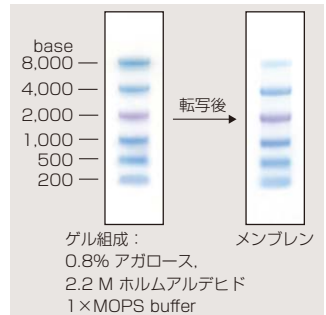 base
8,000
4,000
2,000
1,000
500
200
転写後
ゲル組成：
0.8% アガロース,
2.2 M ホルムアルデヒド
1×MOPS buffer
メンブレン